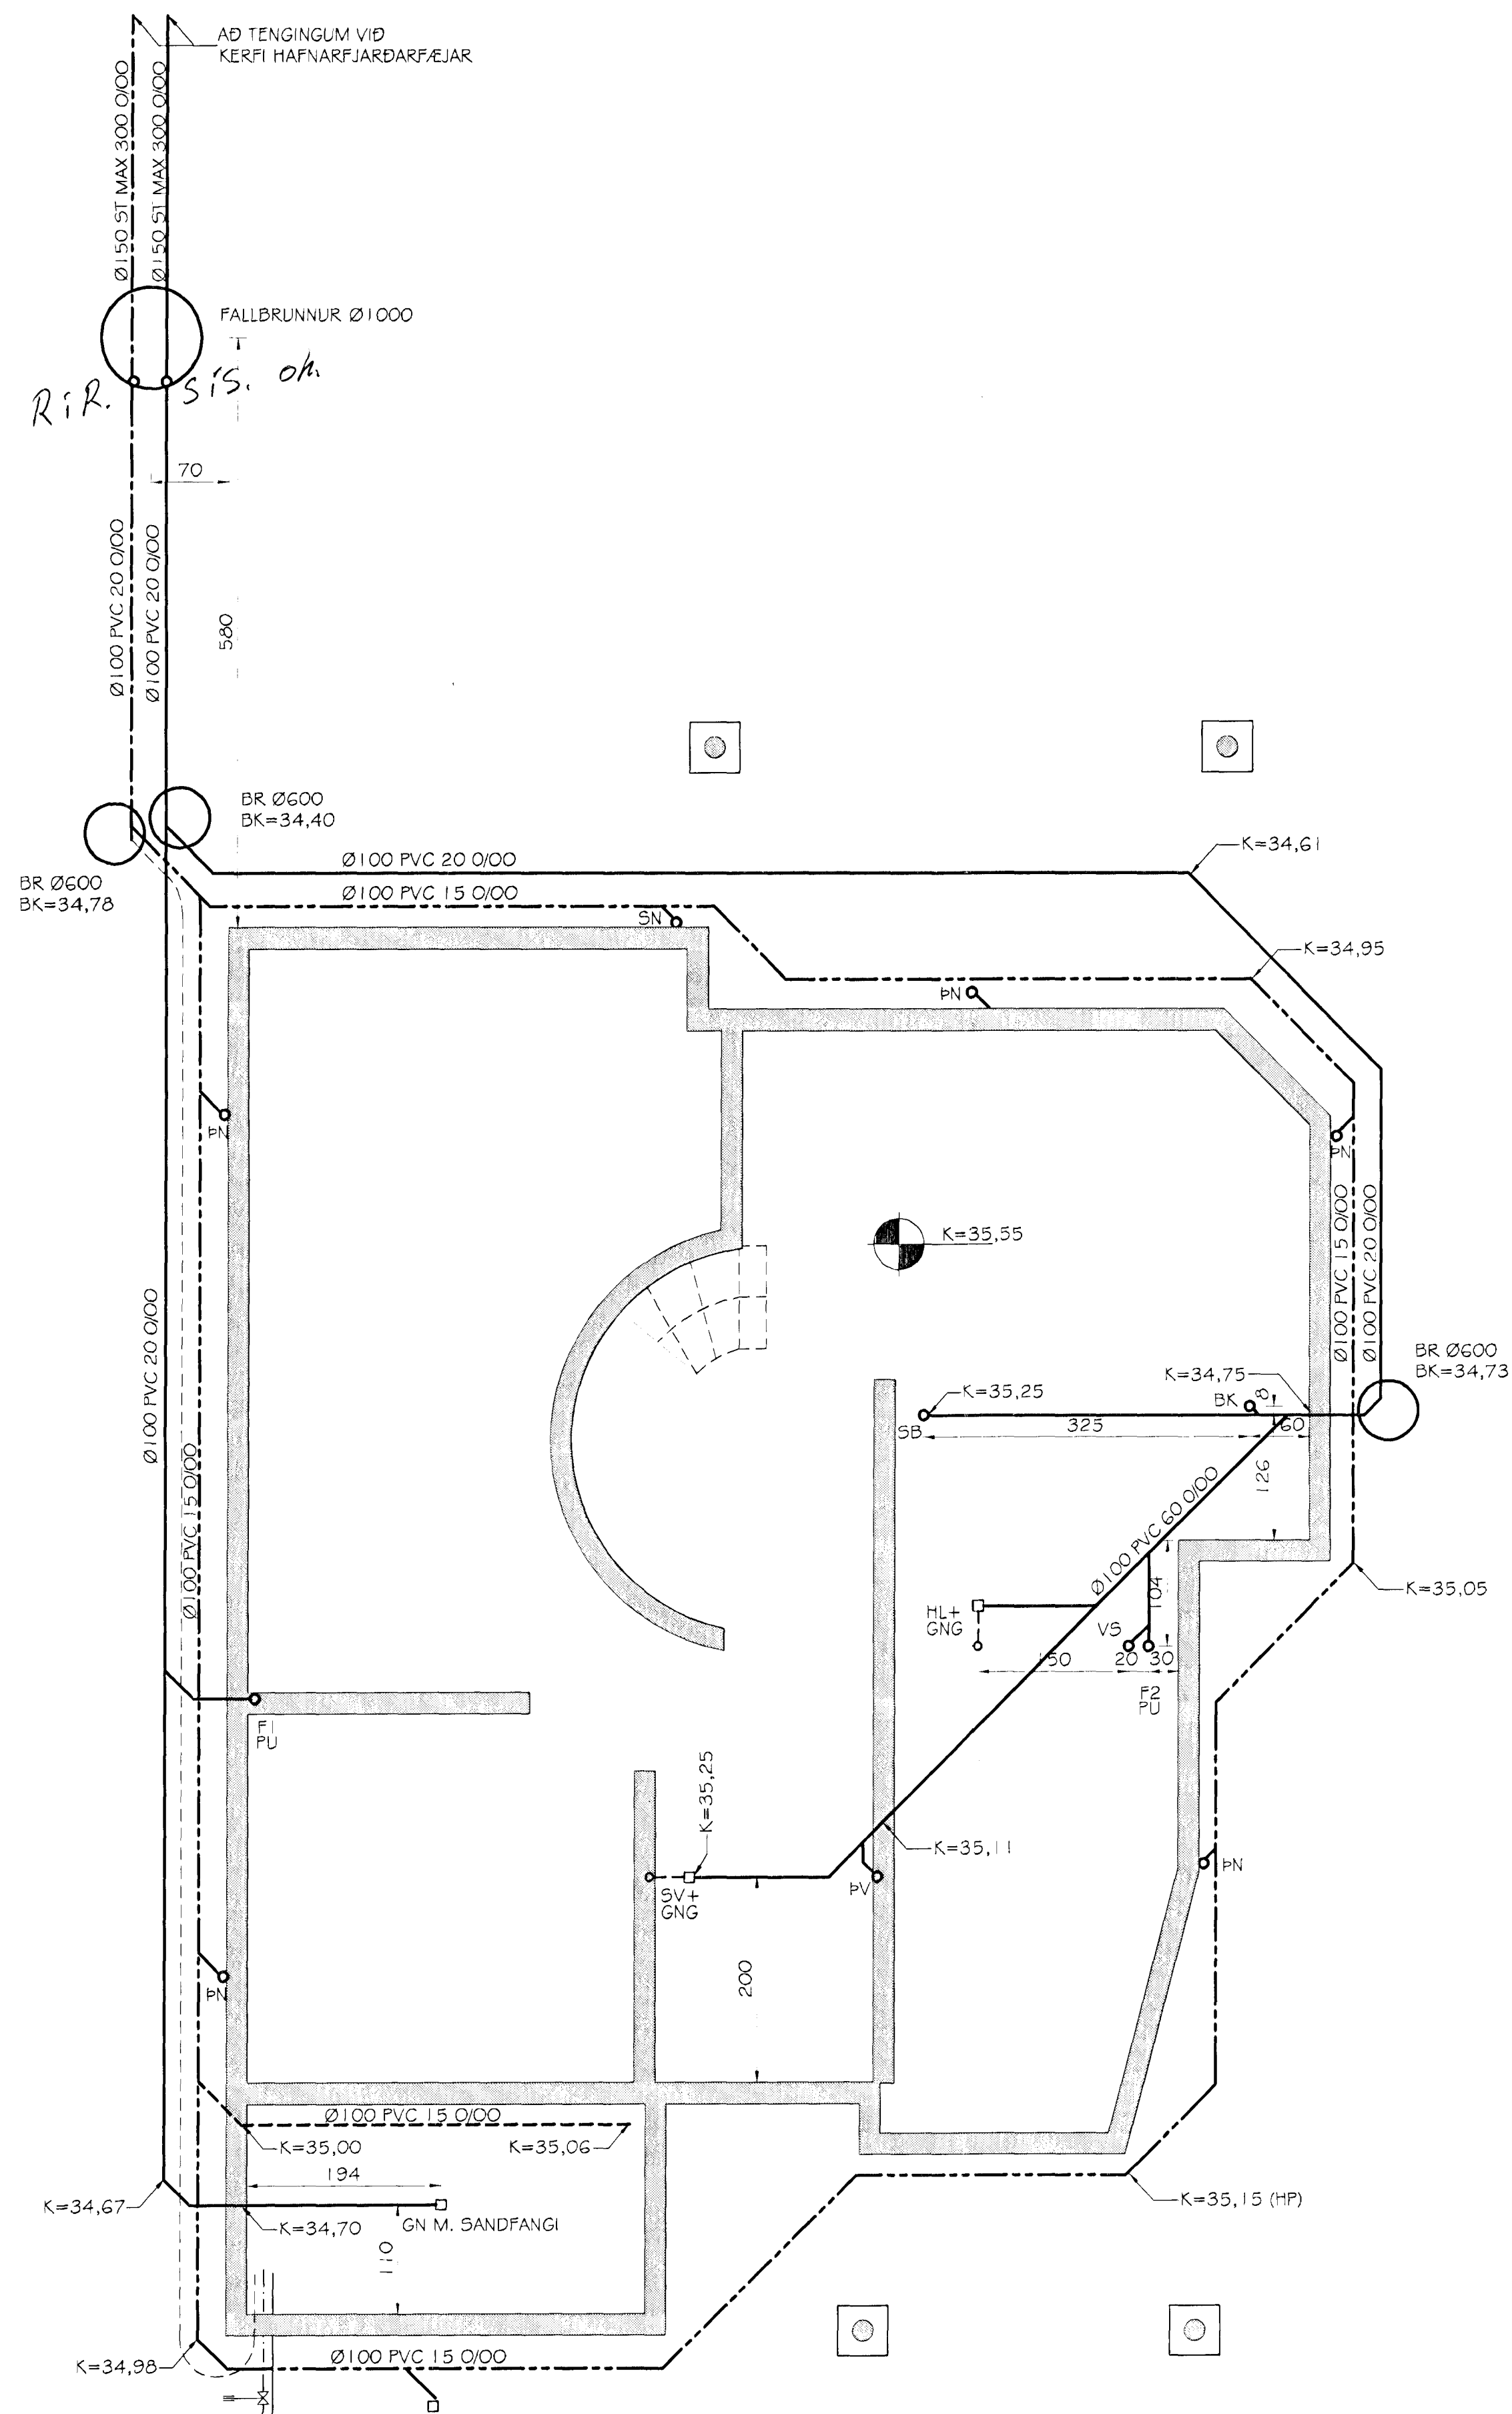 AÐ TENGINGUM VIÐ
KERFI HAFNARFJARÐARFÆJAR
Ø150 ST MAX 300 0/00
Ø150 ST MAX 300 0/00
FALLBRUNNUR Ø1000
RíR.
SíS. ok.
70
Ø100 PVC 20 0/00
Ø100 PVC 20 0/00
580
BR Ø600
BK=34,40
K=34,61
Ø100 PVC 20 0/00
BR Ø600
BK=34,78
Ø100 PVC 15 0/00
SN
K=34,95
ÞN
ÞN
ÞN
Ø100 PVC 15 0/00
Ø100 PVC 20 0/00
K=35,55
Ø100 PVC 20 0/00
BR Ø600
BK=34,73
K=34,75
K=35,25
BK
8
SB
325
60
126
Ø100 PVC 15 0/00
Ø100 PVC 60 0/00
104
K=35,05
HL+
GNG
VS
150
20
30
F2
PU
F1
PU
K=35,25
K=35,11
SV+
GNG
ÞV
ÞN
200
ÞN
Ø100 PVC 15 0/00
K=35,00
K=35,06
194
K=34,67
K=34,70
GN M. SANDFANGI
K=35,15 (HP)
110
Ø100 PVC 15 0/00
K=34,98